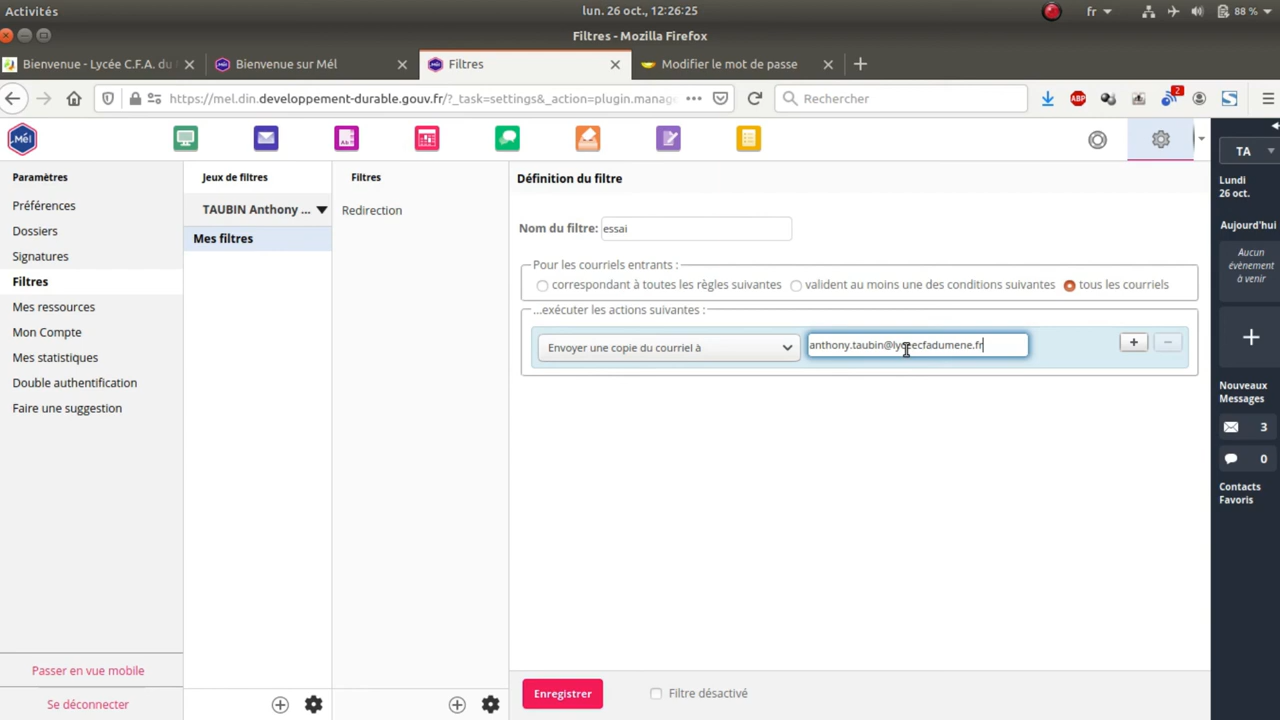 Activités
lun. 26 oct., 12:26:25
fr
88 %
Filtres - Mozilla Firefox
Bienvenue - Lycée C.F.A. du
Bienvenue sur Mél
Filtres
Modifier le mot de passe
https://mel.din.developpement-durable.gouv.fr/?_task=settings&_action=plugin.manag
Rechercher
ABP
2
Mél
Ab
Paramètres
Préférences
Dossiers
Signatures
Filtres
Mes ressources
Mon Compte
Mes statistiques
Double authentification
Faire une suggestion
Passer en vue mobile
Se déconnecter
Jeux de filtres
TAUBIN Anthony ...
Mes filtres
Filtres
Redirection
Définition du filtre
Nom du filtre: essai
Pour les courriels entrants :
correspondant à toutes les règles suivantes
valident au moins une des conditions suivantes
tous les courriels
...exécuter les actions suivantes :
Envoyer une copie du courriel à
anthony.taubin@lyceecfadumene.fr
Enregistrer
Filtre désactivé
TA
Lundi
26 oct.
Aujourd'hui
Aucun
évènement
à venir
Nouveaux
Messages
3
0
Contacts
Favoris